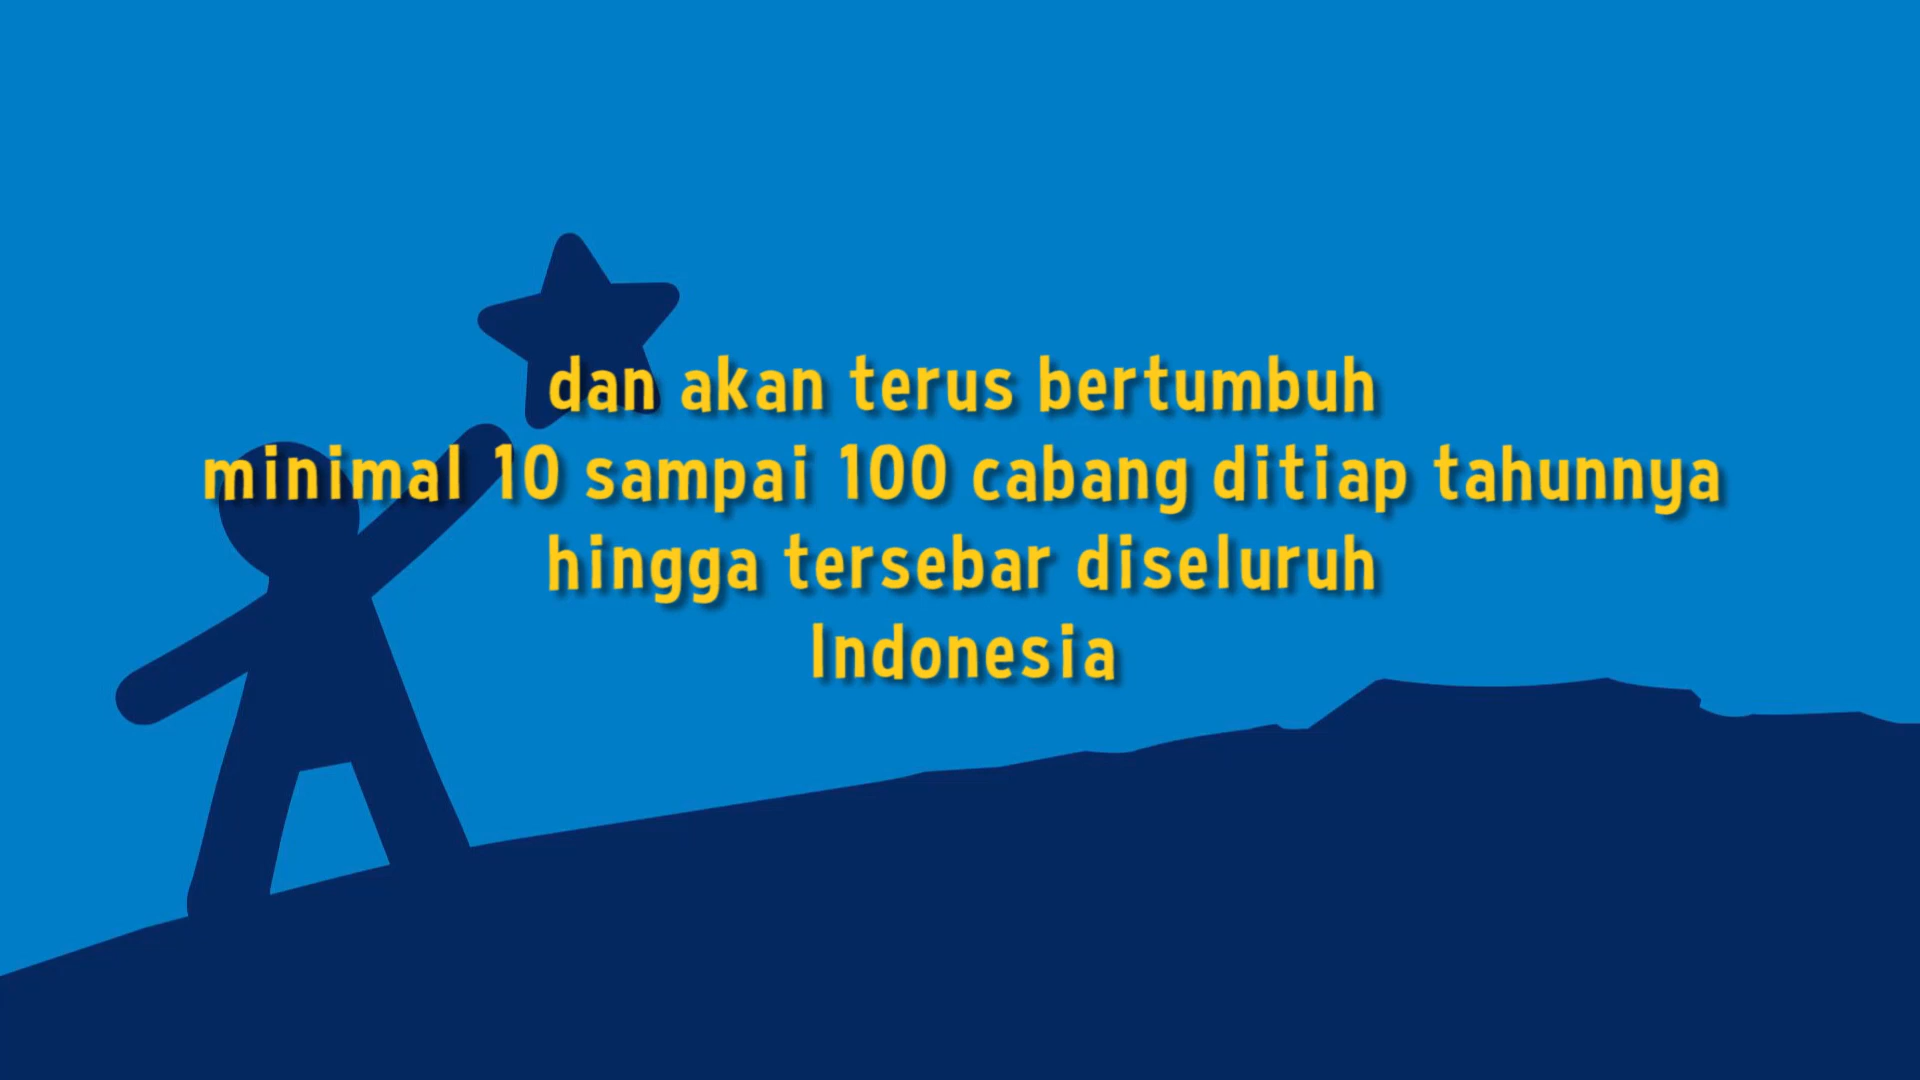 dan akan terus bertumbuh
minimal 10 sampai 100 cabang ditiap tahunnya
hingga tersebar diseluruh
Indonesia